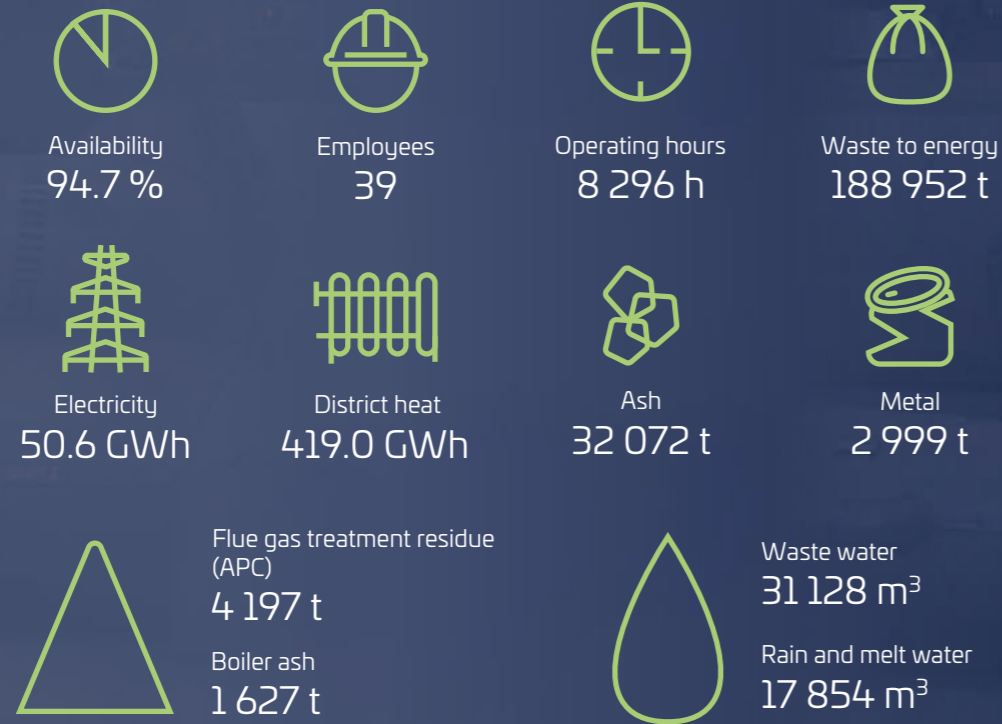 Availability
94.7 %
Employees
39
Operating hours
8 296 h
Waste to energy
188 952 t
Electricity
50.6 GWh
District heat
419.0 GWh
Ash
32 072 t
Metal
2 999 t
Flue gas treatment residue
(APC)
4 197 t
Boiler ash
1 627 t
Waste water
31 128 m³
Rain and melt water
17 854 m³